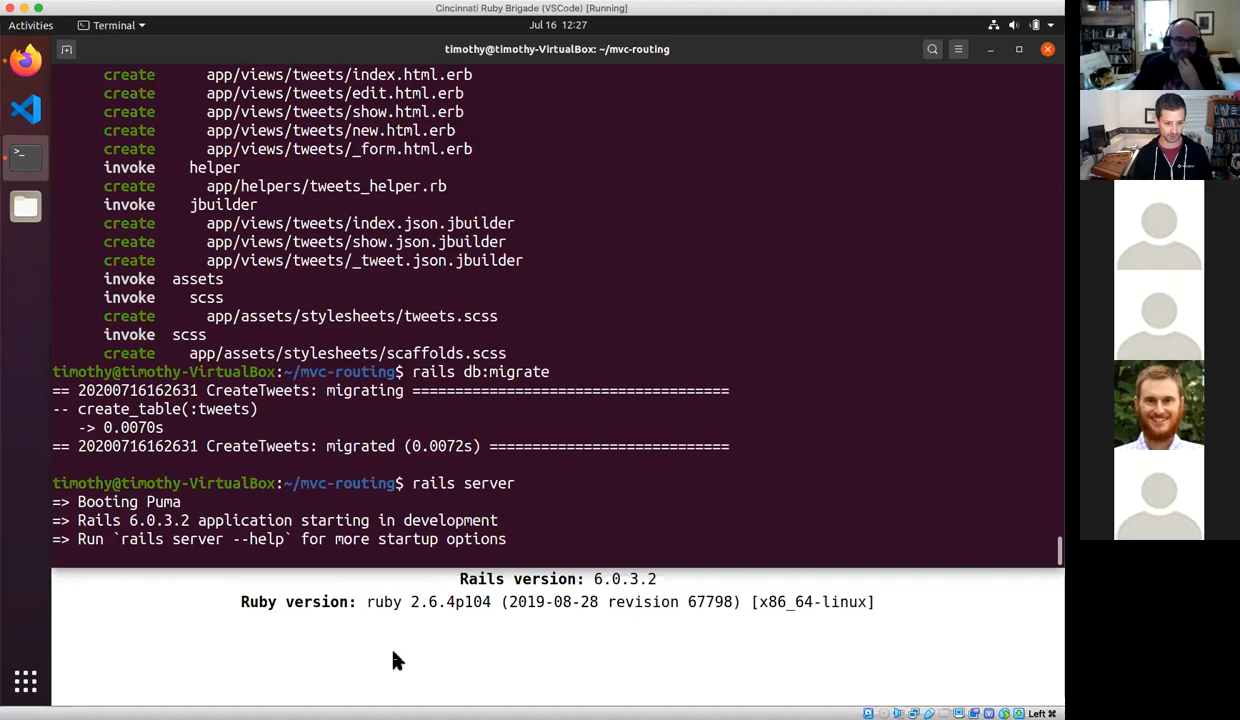 Cincinnati Ruby Brigade (VSCode) [Running]
Activities Terminal Jul 16 12:27
timothy@timothy-VirtualBox: ~/mvc-routing
create app/views/tweets/index.html.erb
create app/views/tweets/edit.html.erb
create app/views/tweets/show.html.erb
create app/views/tweets/new.html.erb
create app/views/tweets/_form.html.erb
invoke helper
create app/helpers/tweets_helper.rb
invoke jbuilder
create app/views/tweets/index.json.jbuilder
create app/views/tweets/show.json.jbuilder
create app/views/tweets/_tweet.json.jbuilder
invoke assets
invoke scss
create app/assets/stylesheets/tweets.scss
invoke scss
create app/assets/stylesheets/scaffolds.scss
timothy@timothy-VirtualBox:~/mvc-routing$ rails db:migrate
== 20200716162631 CreateTweets: migrating =====================================
-- create_table(:tweets)
-> 0.0070s
== 20200716162631 CreateTweets: migrated (0.0072s) ============================
timothy@timothy-VirtualBox:~/mvc-routing$ rails server
=> Booting Puma
=> Rails 6.0.3.2 application starting in development
=> Run `rails server --help` for more startup options
Rails version: 6.0.3.2
Ruby version: ruby 2.6.4p104 (2019-08-28 revision 67798) [x86_64-linux]
Left ⌘